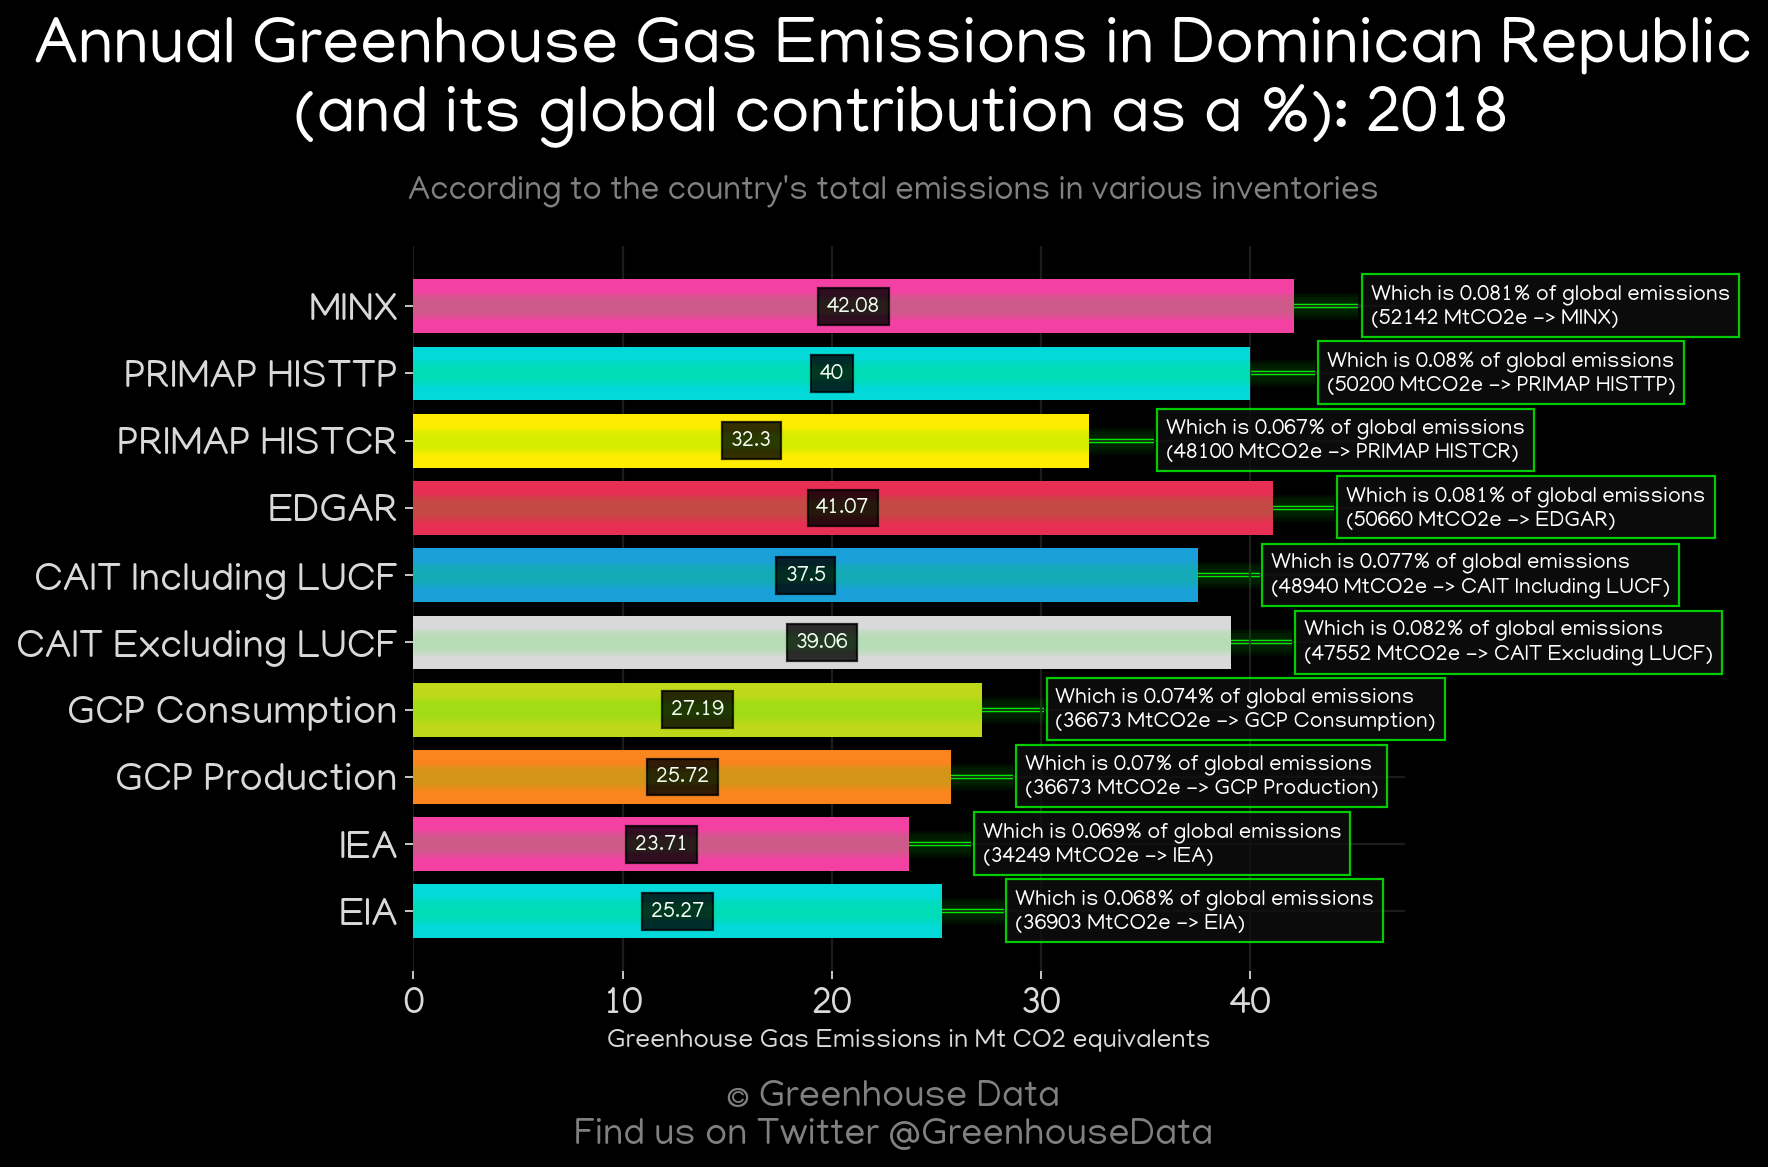 Annual Greenhouse Gas Emissions in Dominican Republic
(and its global contribution as a %): 2018
According to the country's total emissions in various inventories
MINX
42.08
Which is 0.081% of global emissions
(52142 MtCO2e -> MINX)
PRIMAP HISTTP
40
Which is 0.08% of global emissions
(50200 MtCO2e -> PRIMAP HISTTP)
PRIMAP HISTCR
32.3
Which is 0.067% of global emissions
(48100 MtCO2e -> PRIMAP HISTCR)
EDGAR
41.07
Which is 0.081% of global emissions
(50660 MtCO2e -> EDGAR)
CAIT Including LUCF
37.5
Which is 0.077% of global emissions
(48940 MtCO2e -> CAIT Including LUCF)
CAIT Excluding LUCF
39.06
Which is 0.082% of global emissions
(47552 MtCO2e -> CAIT Excluding LUCF)
GCP Consumption
27.19
Which is 0.074% of global emissions
(36673 MtCO2e -> GCP Consumption)
GCP Production
25.72
Which is 0.07% of global emissions
(36673 MtCO2e -> GCP Production)
IEA
23.71
Which is 0.069% of global emissions
(34249 MtCO2e -> IEA)
EIA
25.27
Which is 0.068% of global emissions
(36903 MtCO2e -> EIA)
0 10 20 30 40
Greenhouse Gas Emissions in Mt CO2 equivalents
© Greenhouse Data
Find us on Twitter @GreenhouseData